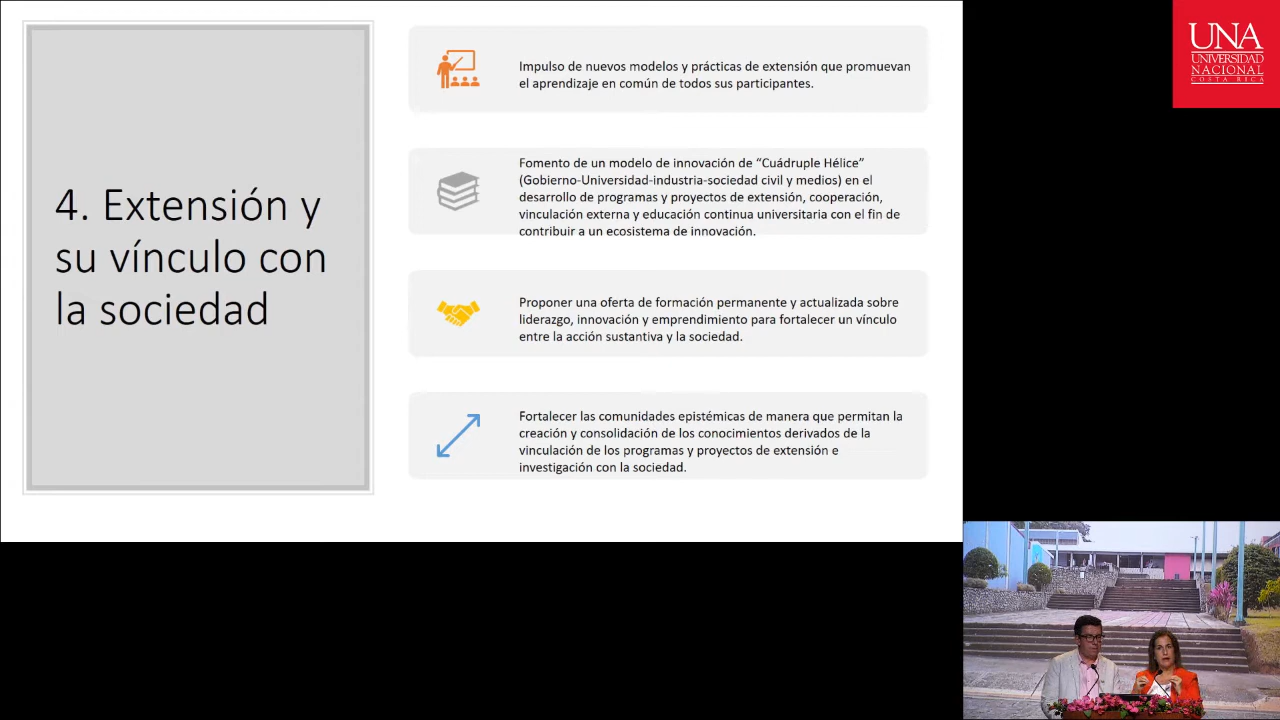 4. Extensión y
su vínculo con
la sociedad
Impulso de nuevos modelos y prácticas de extensión que promuevan
el aprendizaje en común de todos sus participantes.
Fomento de un modelo de innovación de “Cuádruple Hélice”
(Gobierno-Universidad-industria-sociedad civil y medios) en el
desarrollo de programas y proyectos de extensión, cooperación,
vinculación externa y educación continua universitaria con el fin de
contribuir a un ecosistema de innovación.
Proponer una oferta de formación permanente y actualizada sobre
liderazgo, innovación y emprendimiento para fortalecer un vínculo
entre la acción sustantiva y la sociedad.
Fortalecer las comunidades epistémicas de manera que permitan la
creación y consolidación de los conocimientos derivados de la
vinculación de los programas y proyectos de extensión e
investigación con la sociedad.
UNA
UNIVERSIDAD
NACIONAL
COSTA RICA